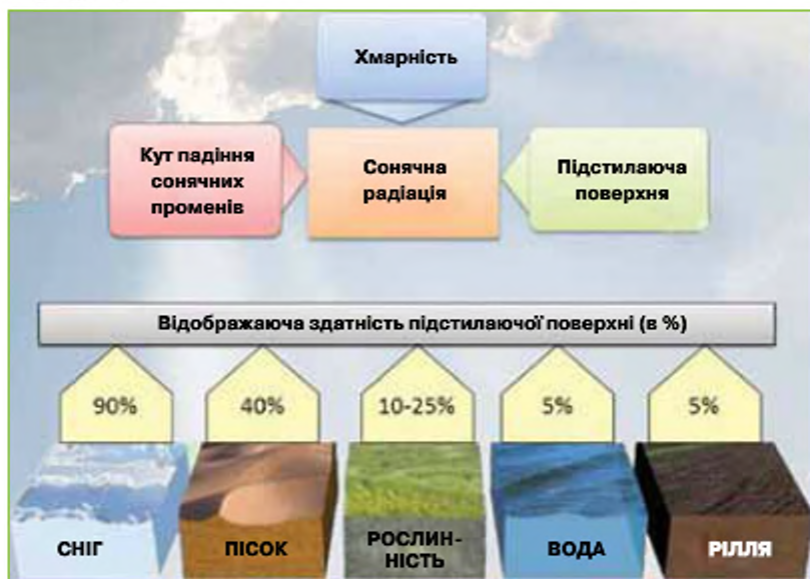 Хмарність
Кут падіння
сонячних
променів
Сонячна
радіація
Підстилаюча
поверхня
Відображаюча здатність підстилаючої поверхні (в %)
90%
40%
10-25%
5%
5%
СНІГ
ПІСОК
РОСЛИН-
НІСТЬ
ВОДА
РІЛЛЯ